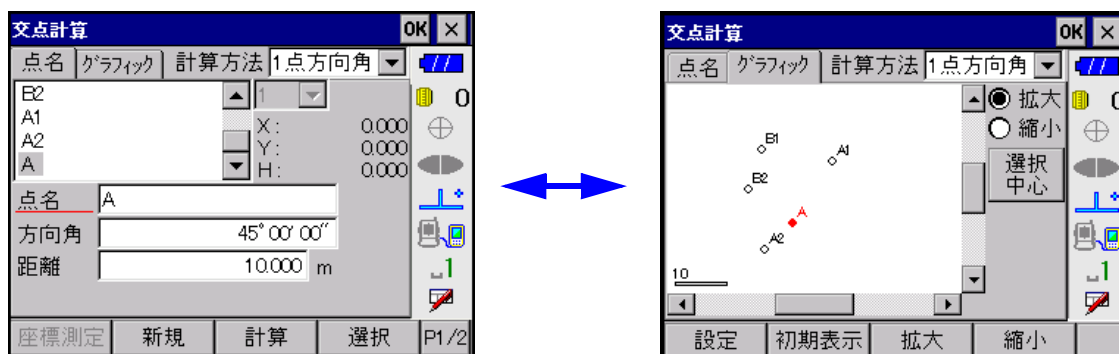 交点計算 OK ×
点名 グラフィック 計算方法 1点方向角
B2
A1
A2
A
1
X: 0.000
Y: 0.000
H: 0.000
0
点名 A
方向角 45°00′00″
距離 10.000 m
1
座標測定 新規 計算 選択 P1/2
交点計算 OK ×
点名 グラフィック 計算方法 1点方向角
拡大
縮小
選択
中心
B1
A1
B2
A
A2
10
1
設定 初期表示 拡大 縮小